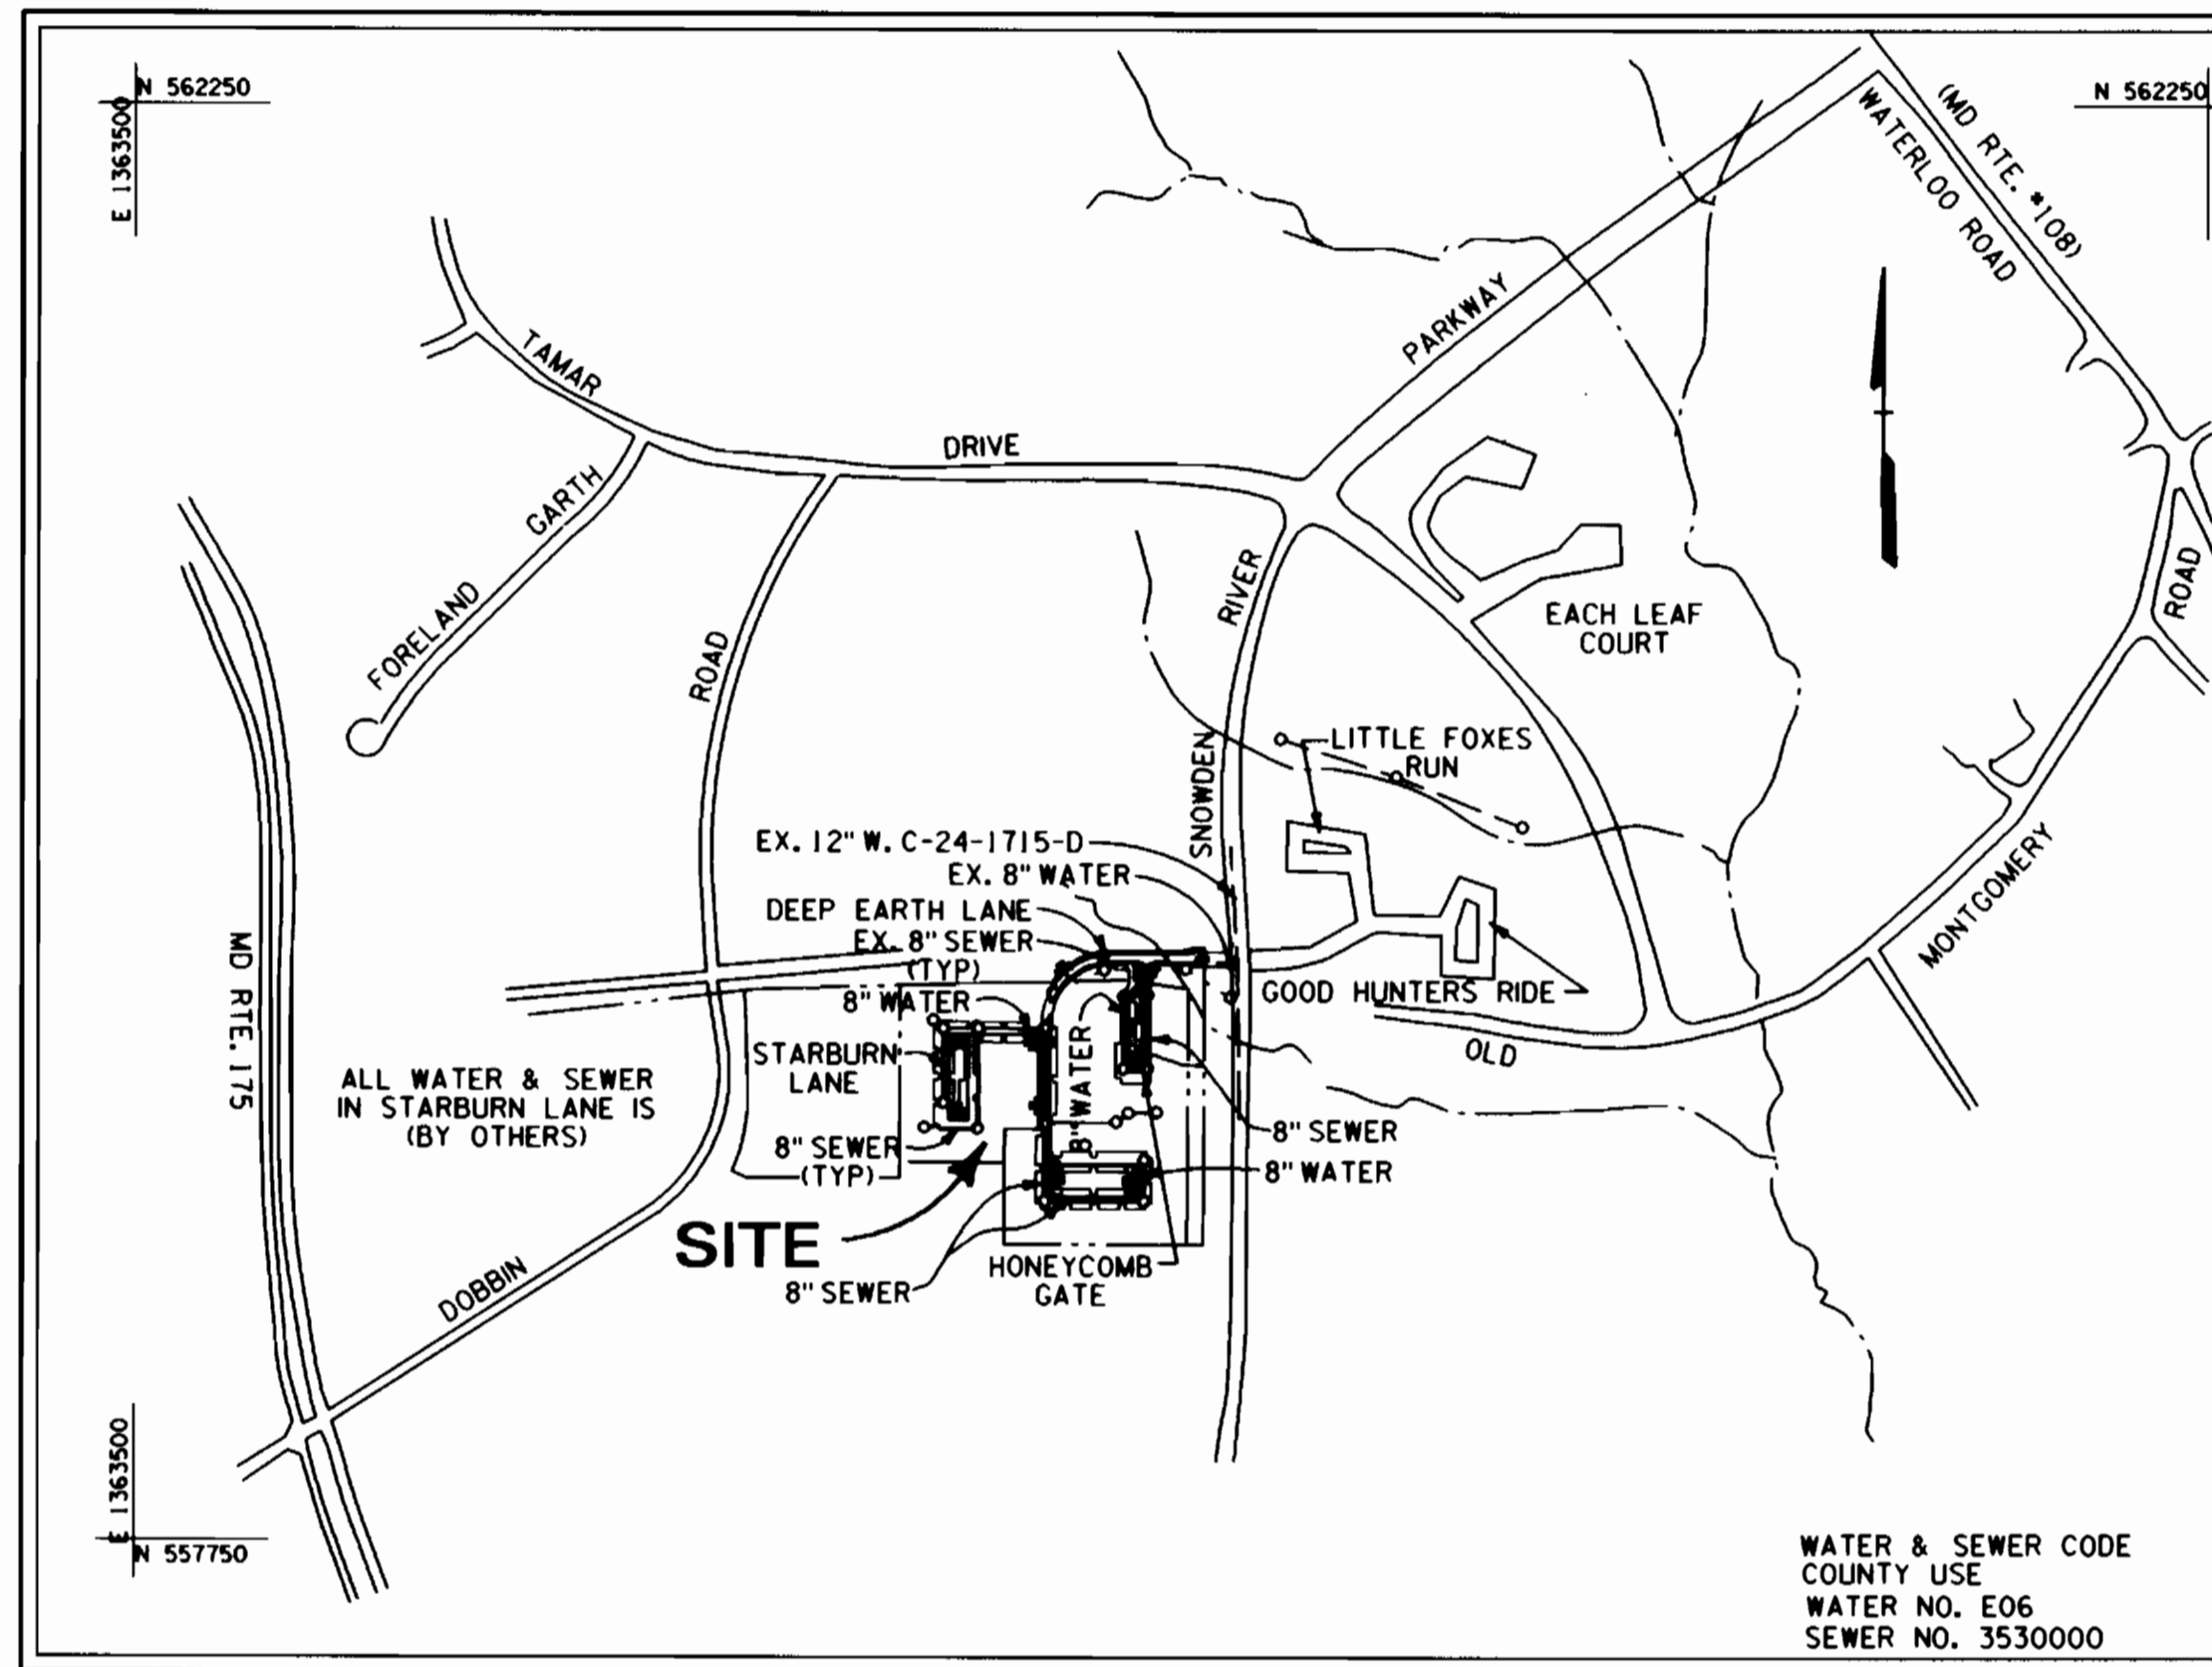 N 562250
E 1363500
N 562250
(MD RTE. #108)
WATERLOO ROAD
PARKWAY
TAMAR
DRIVE
GARTH
FORELAND
ROAD
RIVER
SNOWDEN
EACH LEAF
COURT
ROAD
LITTLE FOXES
RUN
MONTGOMERY
EX. 12" W. C-24-1715-D
EX. 8" WATER
DEEP EARTH LANE
EX. 8" SEWER
(TYP)
8" WATER
GOOD HUNTERS RIDE
OLD
MD RTE. 175
STARBURN
LANE
8" WATER
ALL WATER & SEWER
IN STARBURN LANE IS
(BY OTHERS)
8" SEWER
(TYP)
8" SEWER
8" WATER
SITE
8" SEWER
HONEYCOMB
GATE
DOBBIN
E 1363500
N 557750
WATER & SEWER CODE
COUNTY USE
WATER NO. E06
SEWER NO. 3530000